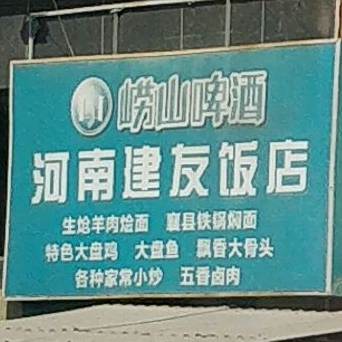 崂山啤酒
河南建友饭店
生炝羊肉烩面 襄县铁锅焖面
特色大盘鸡 大盘鱼 飘香大骨头
各种家常小炒 五香卤肉